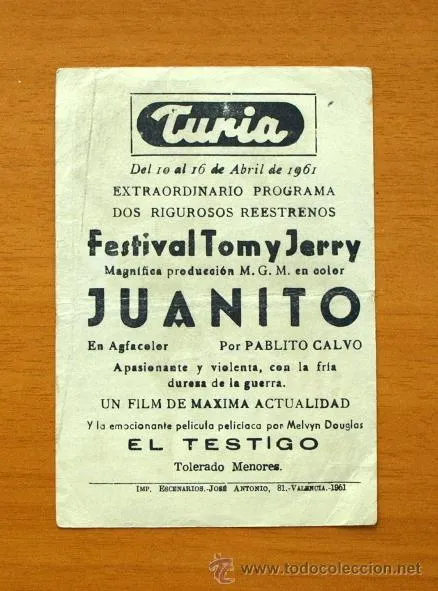 Turia
Del 10 al 16 de Abril de 1961
EXTRAORDINARIO PROGRAMA
DOS RIGUROSOS REESTRENOS
Festival Tom y Jerry
Magnífica producción M. G. M. en color
JUANITO
En Agfacolor Por PABLITO CALVO
Apasionante y violenta, con la fría
dureza de la guerra.
UN FILM DE MAXIMA ACTUALIDAD
Y la emocionante película policíaca por Melvyn Douglas
EL TESTIGO
Tolerado Menores.
IMP. ESCENARIOS.-JOSÉ ANTONIO, 81.-VALENCIA.-1961
todocoleccion
www.todocoleccion.net